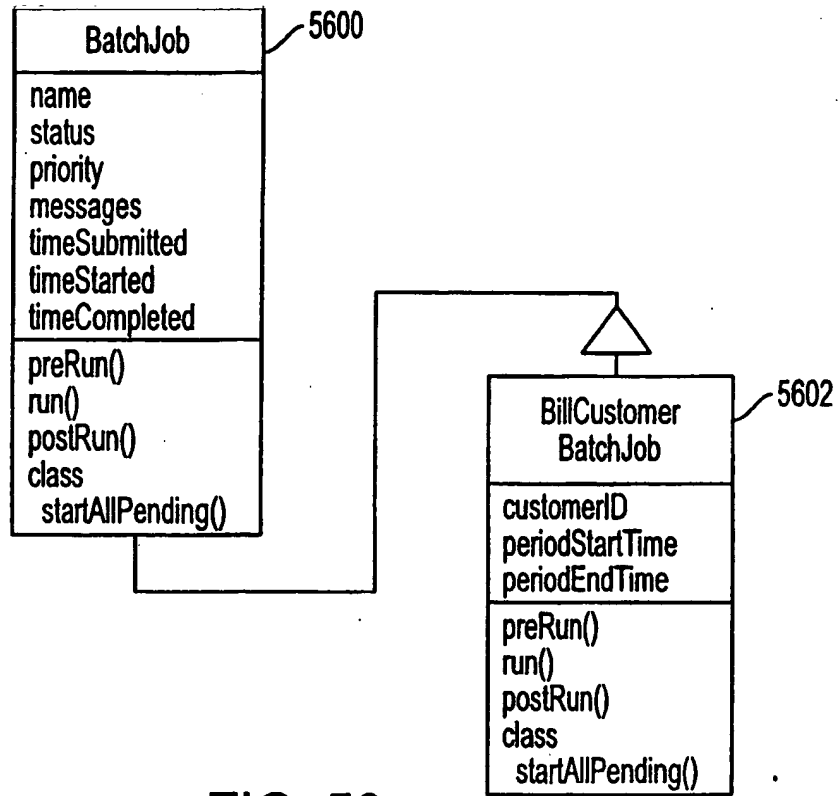 BatchJob
5600
name
status
priority
messages
timeSubmitted
timeStarted
timeCompleted
preRun()
run()
postRun()
class
startAllPending()
BillCustomer
BatchJob
5602
customerID
periodStartTime
periodEndTime
preRun()
run()
postRun()
class
startAllPending()